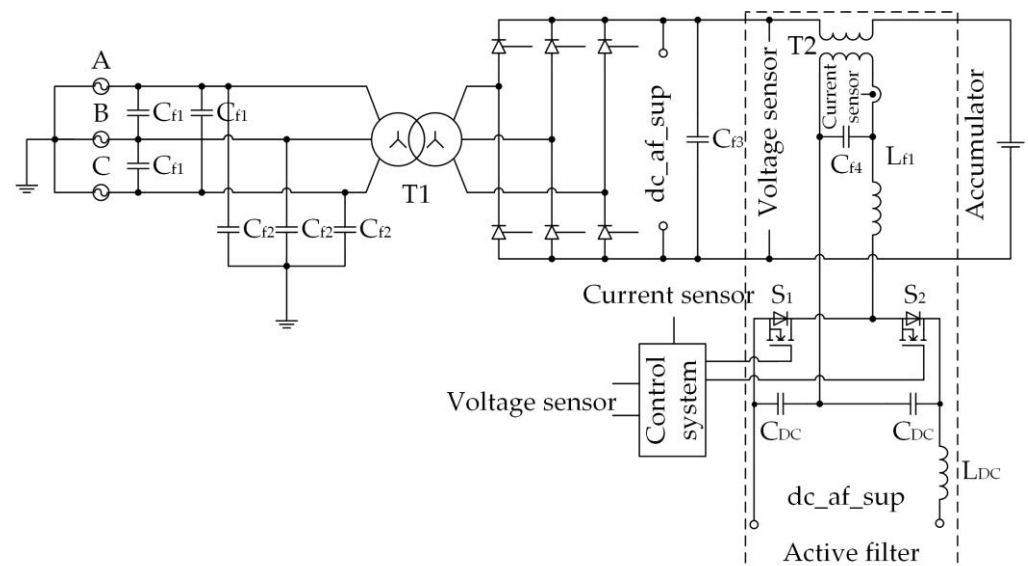 A
B
C
Cf1
Cf1
Cf1
Cf2
Cf2
Cf2
T1
dc_af_sup
Cf3
Voltage sensor
T2
Current
sensor
Cf4
Lf1
Accumulator
Current sensor
S1
S2
Voltage sensor
Control
system
CDC
CDC
LDC
dc_af_sup
Active filter